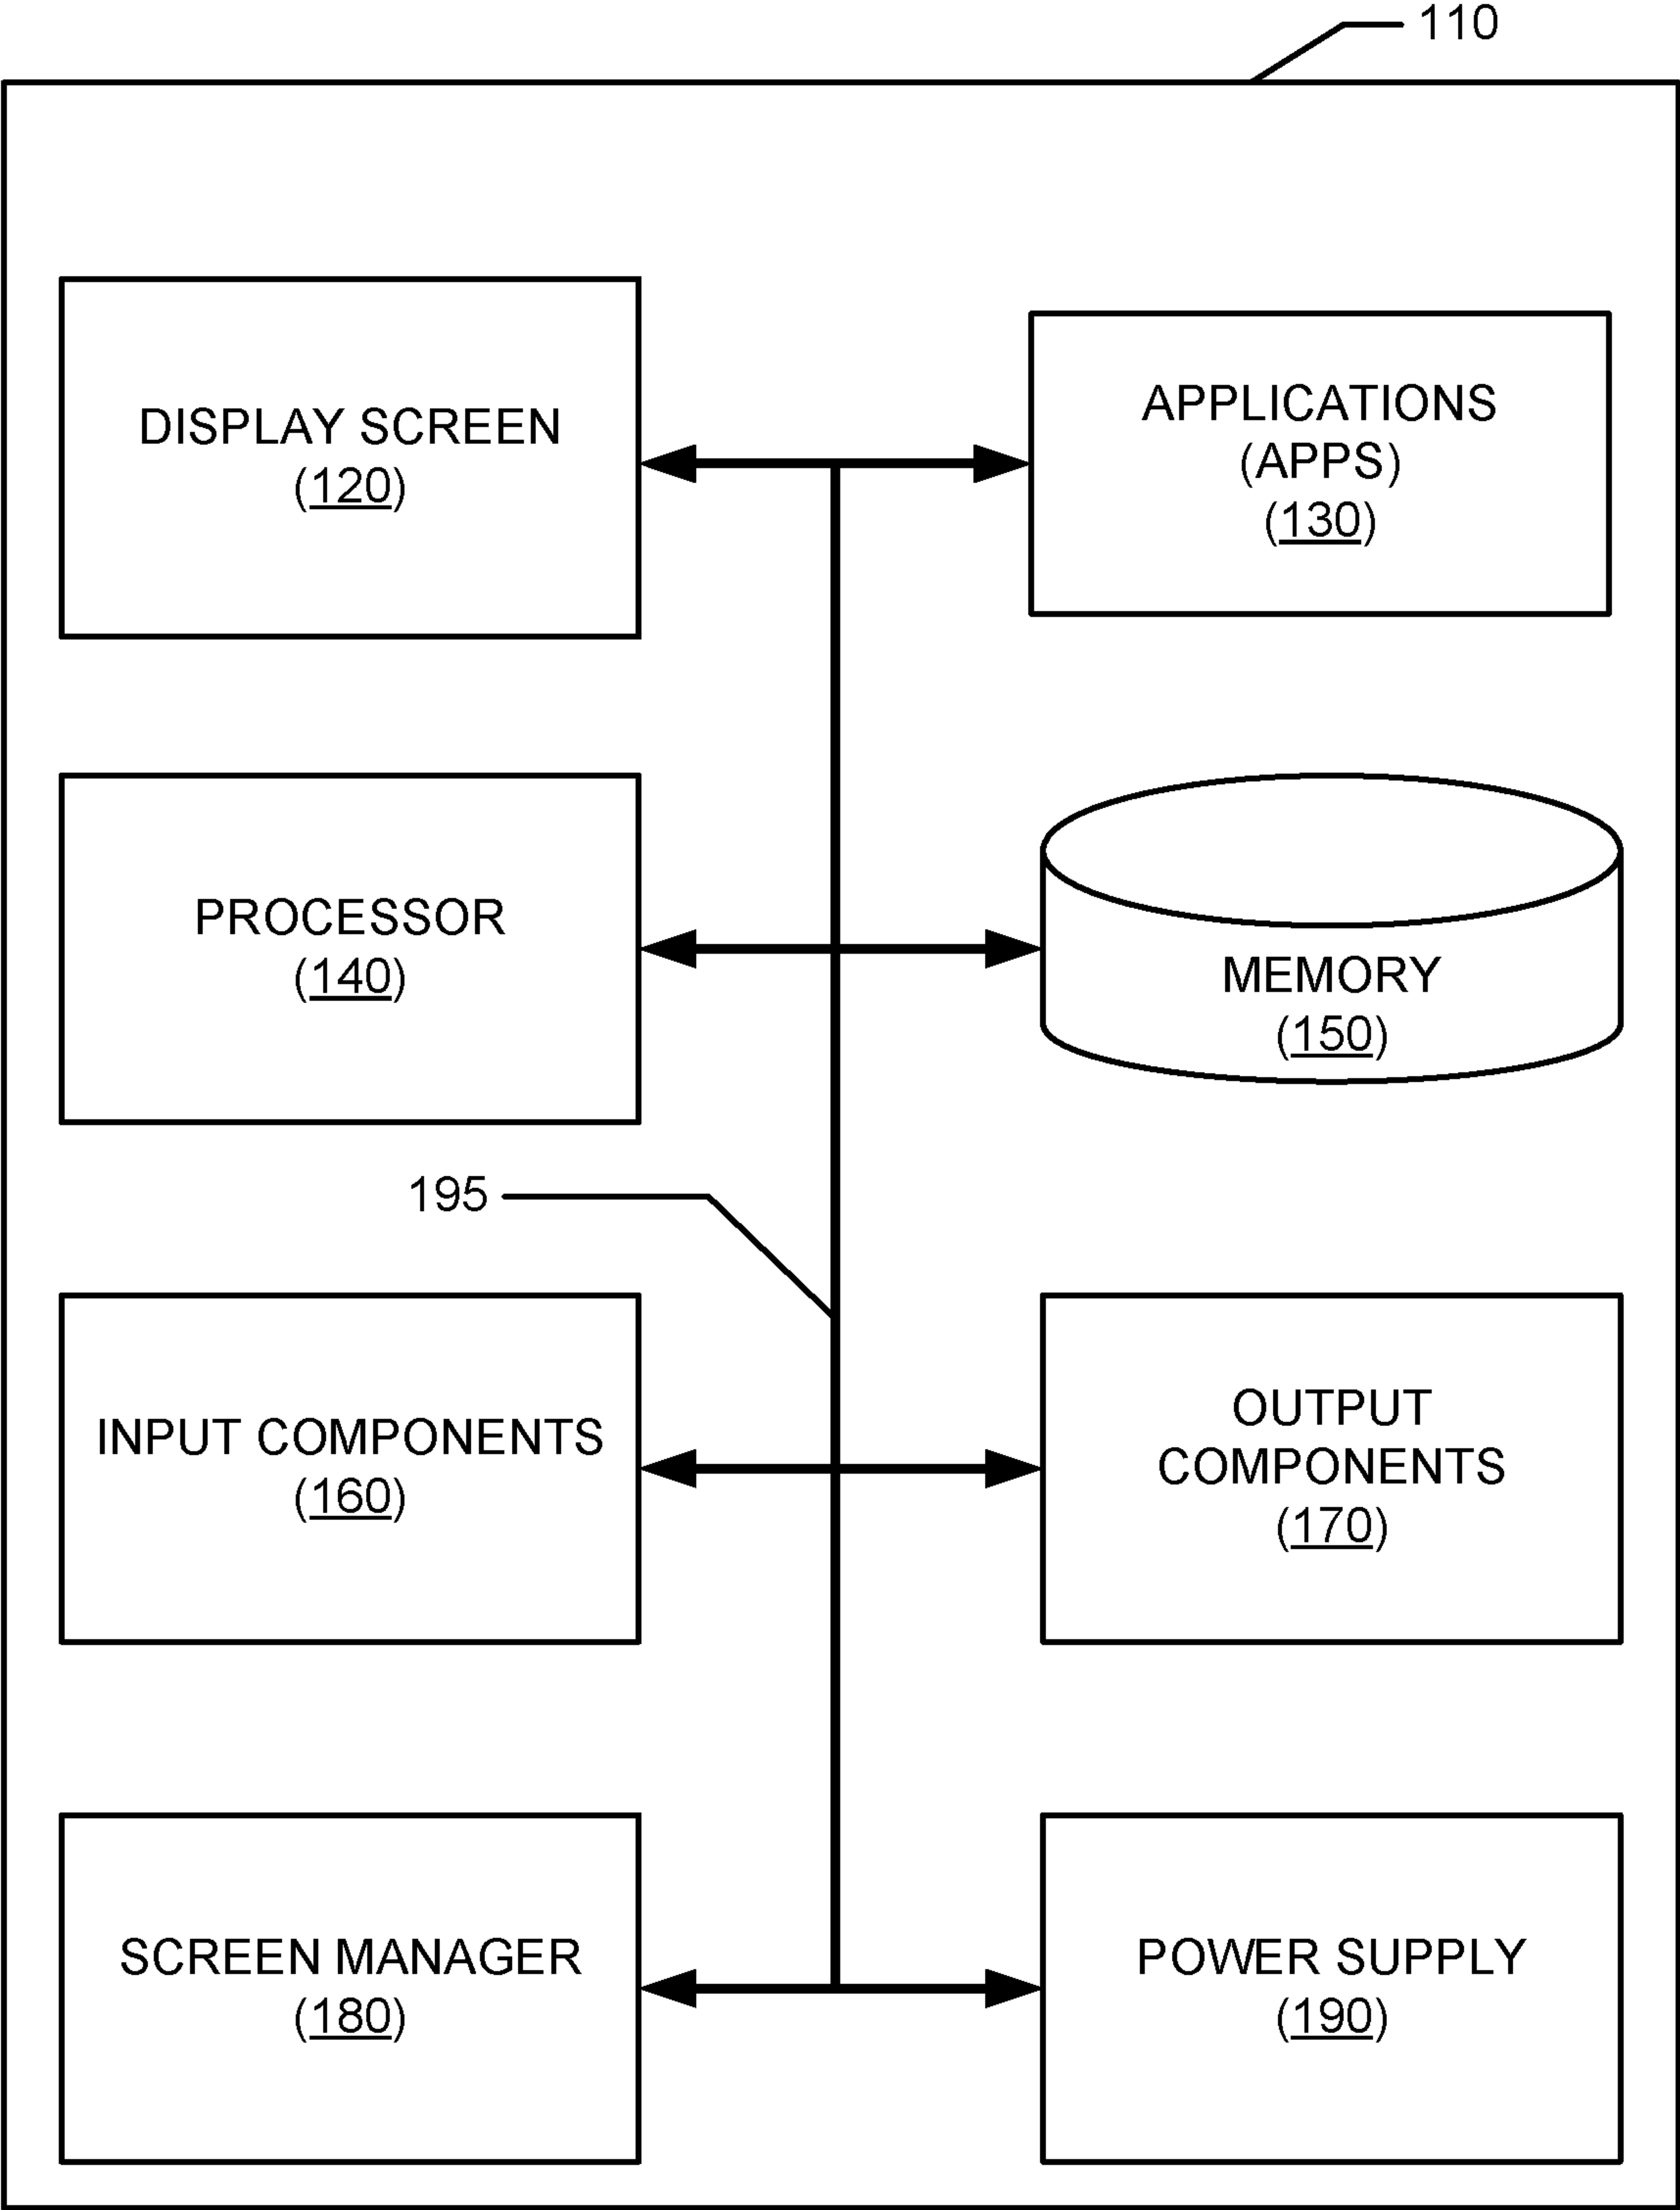 110
DISPLAY SCREEN
(120)
APPLICATIONS
(APPS)
(130)
PROCESSOR
(140)
MEMORY
(150)
195
INPUT COMPONENTS
(160)
OUTPUT
COMPONENTS
(170)
SCREEN MANAGER
(180)
POWER SUPPLY
(190)